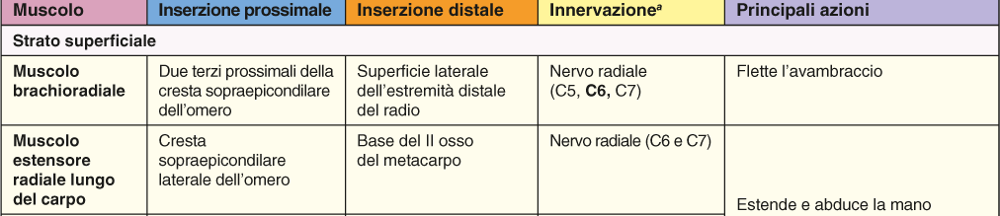 Muscolo Inserzione prossimale Inserzione distale Innervazioneª Principali azioni
Strato superficiale
Muscolo
brachioradiale
Due terzi prossimali della
cresta sopraepicondilare
dell'omero
Superficie laterale
dell'estremità distale
del radio
Nervo radiale
(C5, C6, C7)
Flette l'avambraccio
Muscolo
estensore
radiale lungo
del carpo
Cresta
sopraepicondilare
laterale dell'omero
Base del II osso
del metacarpo
Nervo radiale (C6 e C7)
Estende e abduce la mano